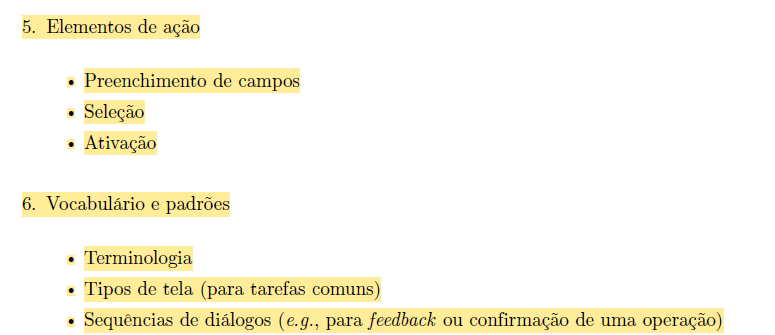 5. Elementos de ação
• Preenchimento de campos
• Seleção
• Ativação
6. Vocabulário e padrões
• Terminologia
• Tipos de tela (para tarefas comuns)
• Sequências de diálogos (e.g., para feedback ou confirmação de uma operação)